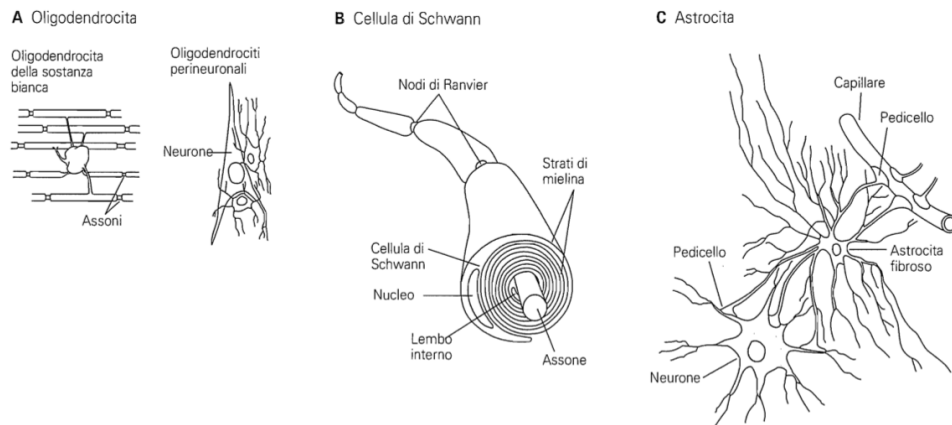 A Oligodendrocita
Oligodendrocita
della sostanza
bianca
Assoni
Oligodendrociti
perineuronali
Neurone
B Cellula di Schwann
Nodi di Ranvier
Strati di
mielina
Cellula di
Schwann
Nucleo
Lembo
interno
Assone
C Astrocita
Capillare
Pedicello
Pedicello
Astrocita
fibroso
Neurone